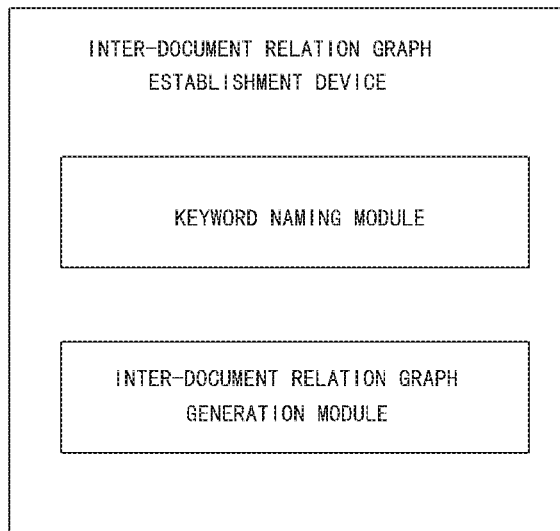 INTER-DOCUMENT RELATION GRAPH
ESTABLISHMENT DEVICE
KEYWORD NAMING MODULE
INTER-DOCUMENT RELATION GRAPH
GENERATION MODULE